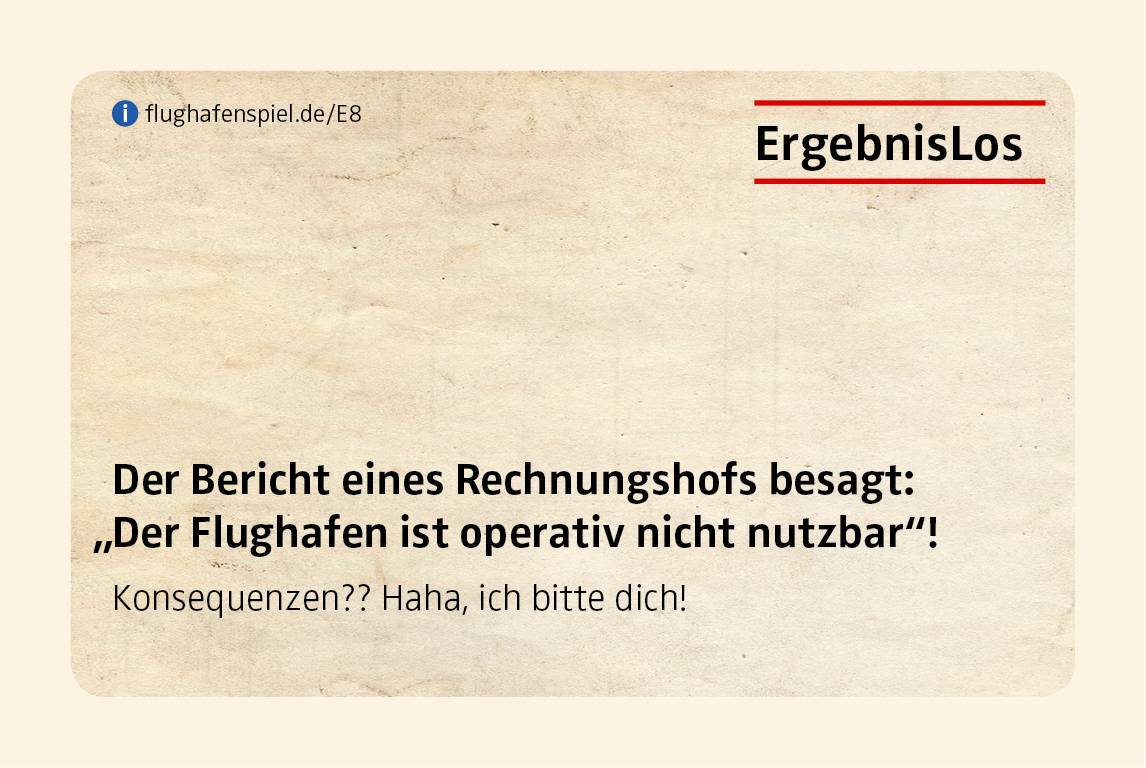 i flughafenspiel.de/E8
ErgebnisLos
Der Bericht eines Rechnungshofs besagt:
„Der Flughafen ist operativ nicht nutzbar“!
Konsequenzen?? Haha, ich bitte dich!